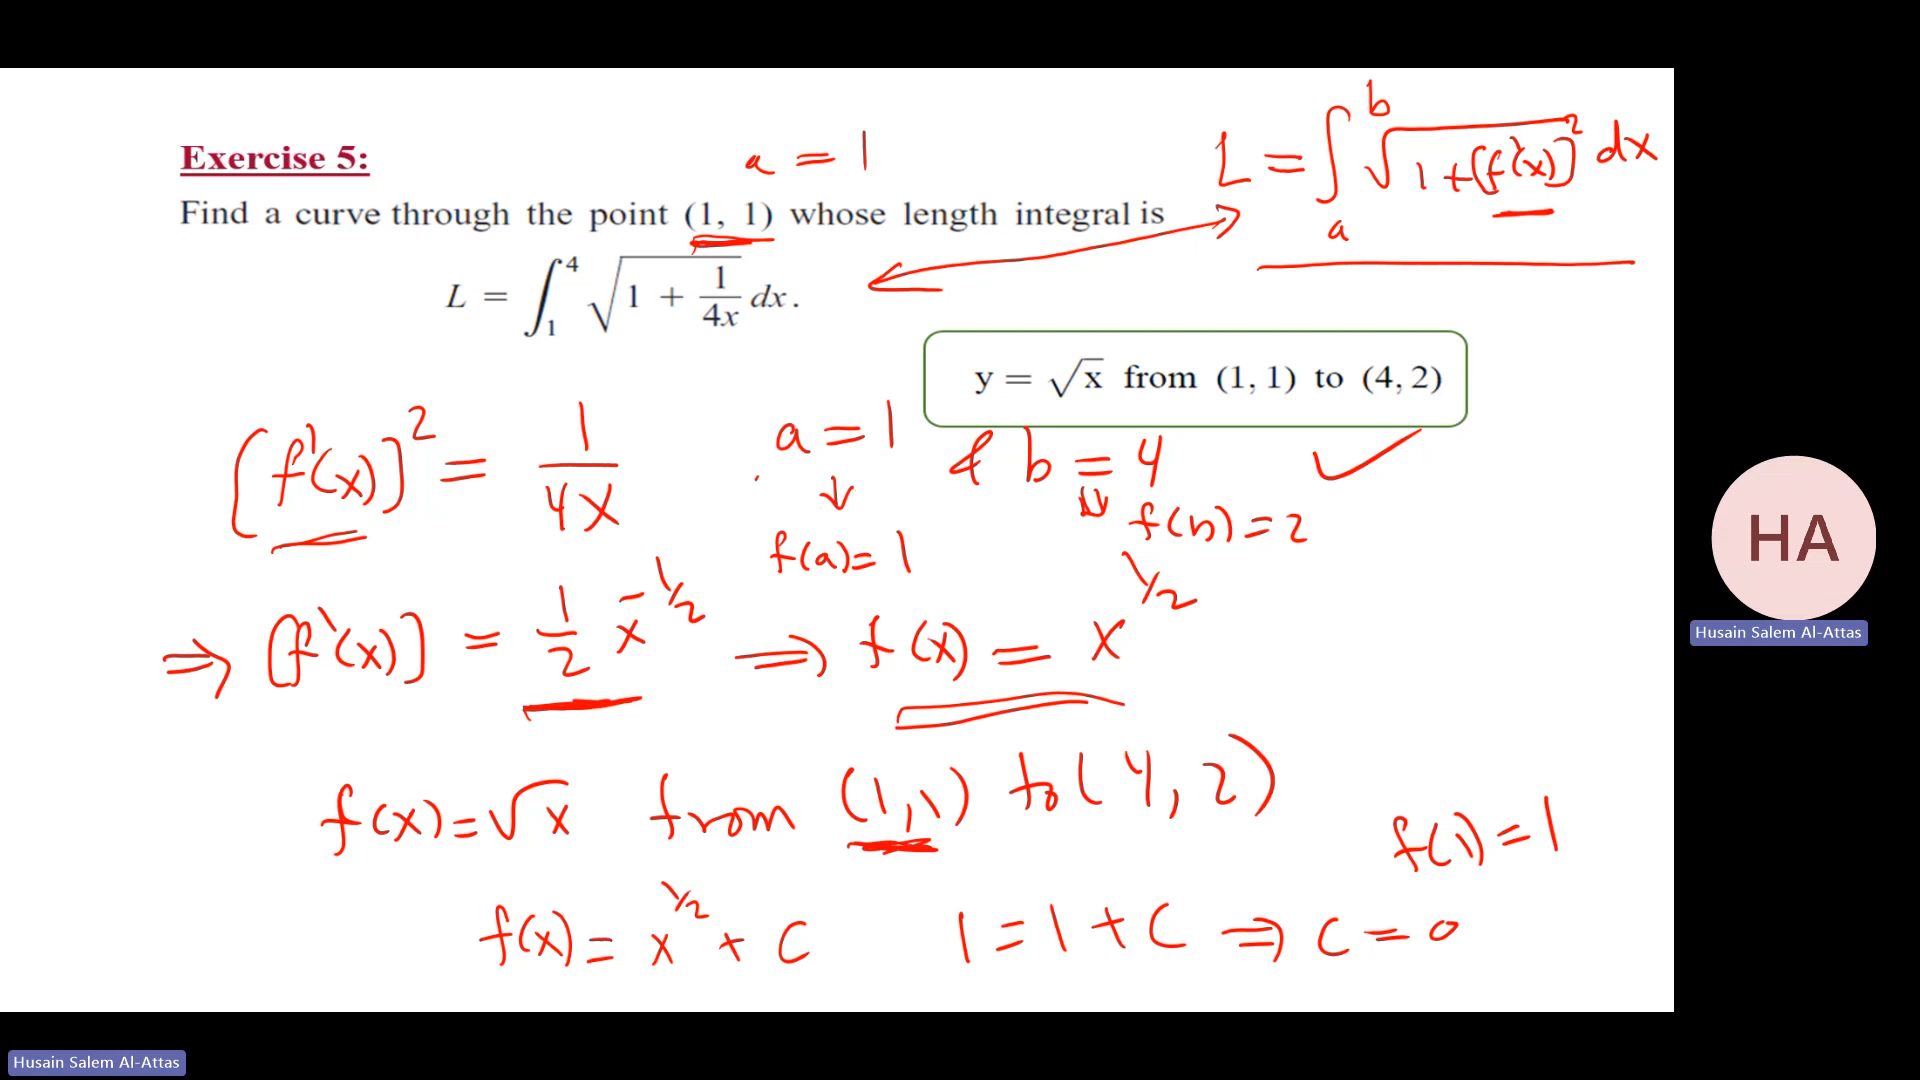 Exercise 5:
a = 1
L = ∫_a^b √(1 + [f'(x)]²) dx
Find a curve through the point (1, 1) whose length integral is
L = ∫_1^4 √(1 + 1/(4x)) dx.
y = √x from (1, 1) to (4, 2)
[f'(x)]² = 1/(4x)
a = 1 & b = 4
↓ ⇓
f(a) = 1 f(b) = 2
⇒ [f'(x)] = 1/2 x^(-1/2) ⇒ f(x) = x^(1/2)
f(x) = √x from (1,1) to (4, 2)
f(1) = 1
f(x) = x^(1/2) + C 1 = 1 + C ⇒ C = 0
HA
Husain Salem Al-Attas
Husain Salem Al-Attas